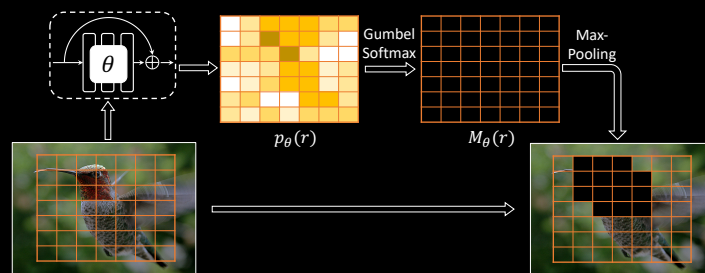 θ
Gumbel
Softmax
Max-
Pooling
p_θ(r)
M_θ(r)